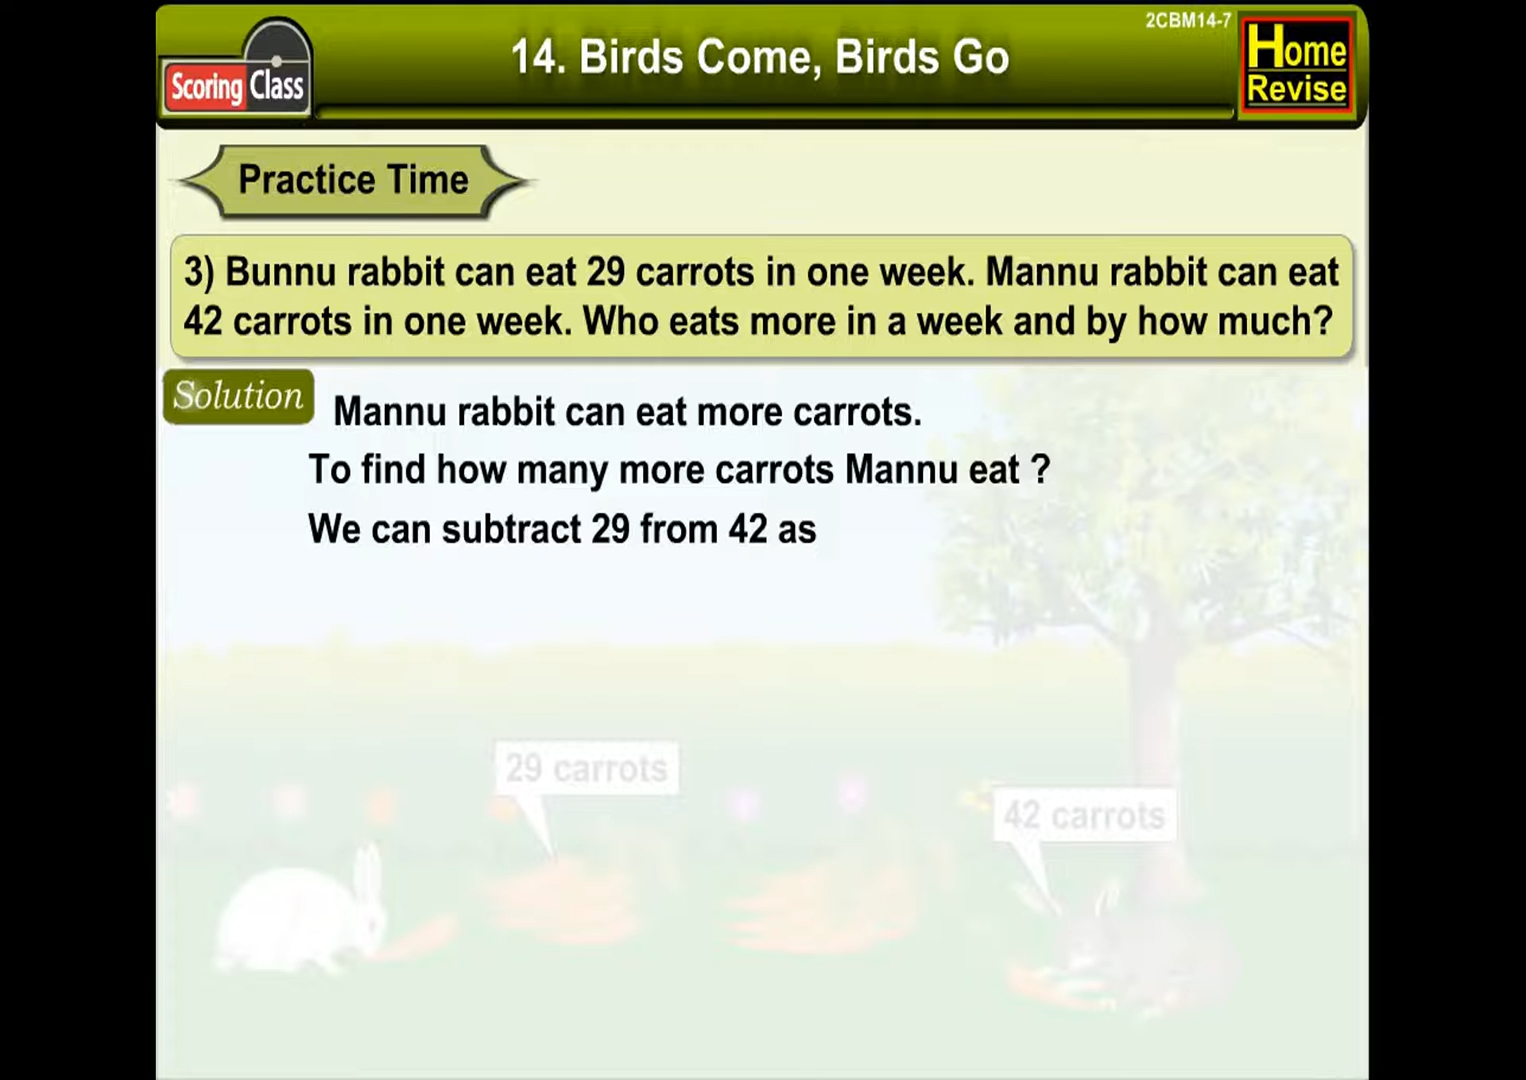 2CBM14-7
Scoring Class
14. Birds Come, Birds Go
Home
Revise
Practice Time
3) Bunnu rabbit can eat 29 carrots in one week. Mannu rabbit can eat
42 carrots in one week. Who eats more in a week and by how much?
Solution
Mannu rabbit can eat more carrots.
To find how many more carrots Mannu eat ?
We can subtract 29 from 42 as
29 carrots
42 carrots